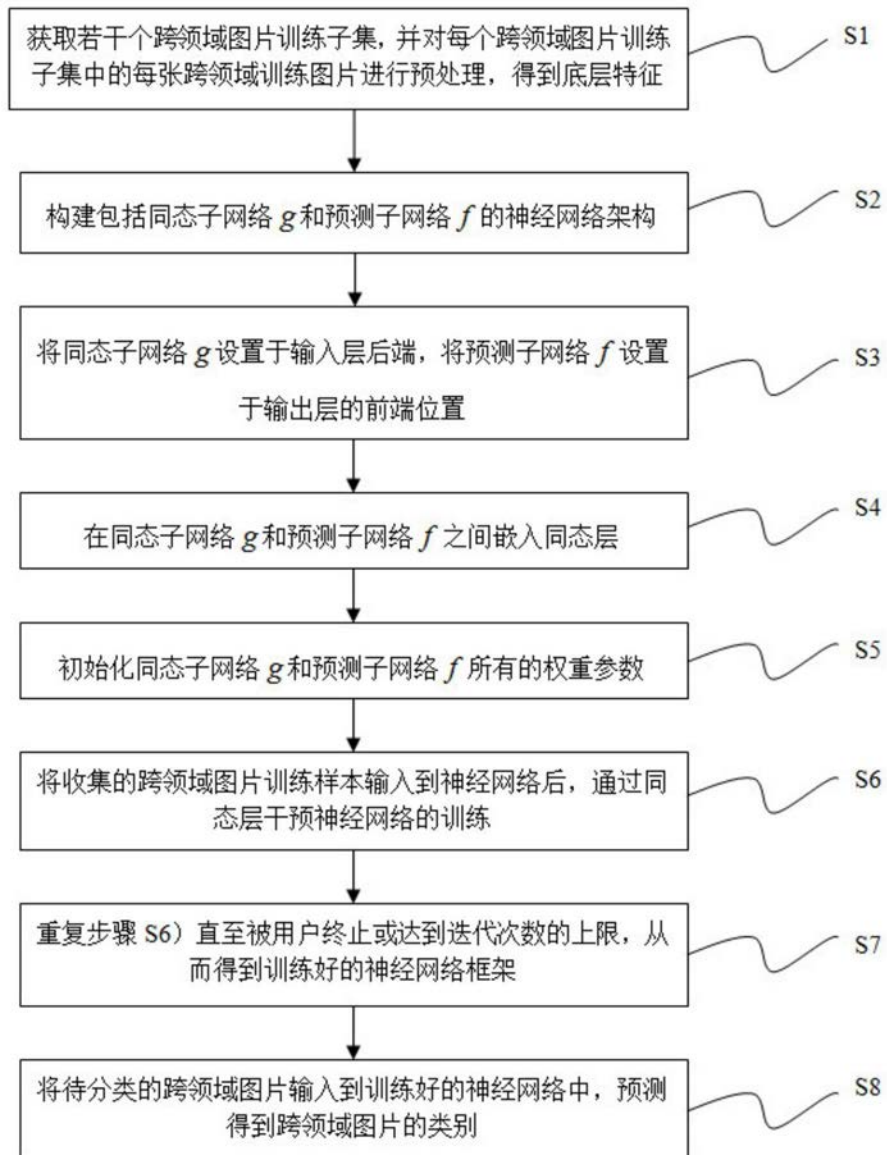 获取若干个跨领域图片训练子集，并对每个跨领域图片训练
子集中的每张跨领域训练图片进行预处理，得到底层特征
S1
构建包括同态子网络 g 和预测子网络 f 的神经网络架构
S2
将同态子网络 g 设置于输入层后端，将预测子网络 f 设置
于输出层的前端位置
S3
在同态子网络 g 和预测子网络 f 之间嵌入同态层
S4
初始化同态子网络 g 和预测子网络 f 所有的权重参数
S5
将收集的跨领域图片训练样本输入到神经网络后，通过同
态层干预神经网络的训练
S6
重复步骤 S6）直至被用户终止或达到迭代次数的上限，从
而得到训练好的神经网络框架
S7
将待分类的跨领域图片输入到训练好的神经网络中，预测
得到跨领域图片的类别
S8